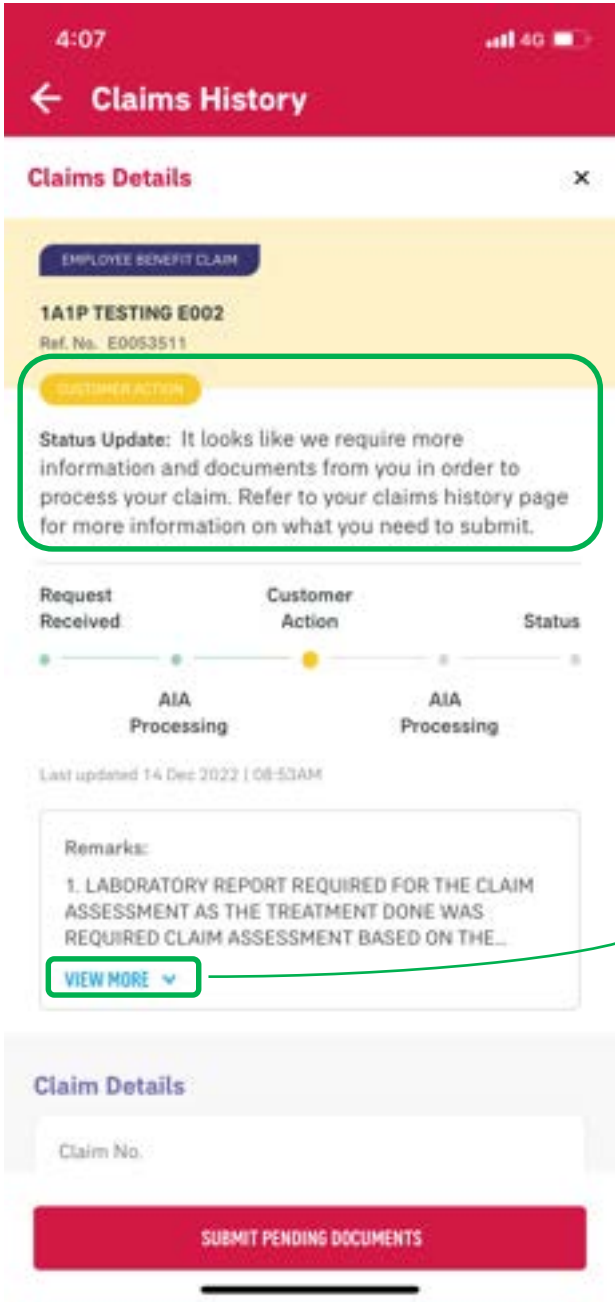 4:07
4G
← Claims History
Claims Details
×
EMPLOYEE BENEFIT CLAIM
1A1P TESTING E002
Ref. No. E0053511
CUSTOMER ACTION
Status Update: It looks like we require more
information and documents from you in order to
process your claim. Refer to your claims history page
for more information on what you need to submit.
Request Received
Customer Action
Status
AIA Processing
AIA Processing
Last updated 14 Dec 2022 | 08:53AM
Remarks:
1. LABORATORY REPORT REQUIRED FOR THE CLAIM
ASSESSMENT AS THE TREATMENT DONE WAS
REQUIRED CLAIM ASSESSMENT BASED ON THE...
VIEW MORE
Claim Details
Claim No.
SUBMIT PENDING DOCUMENTS